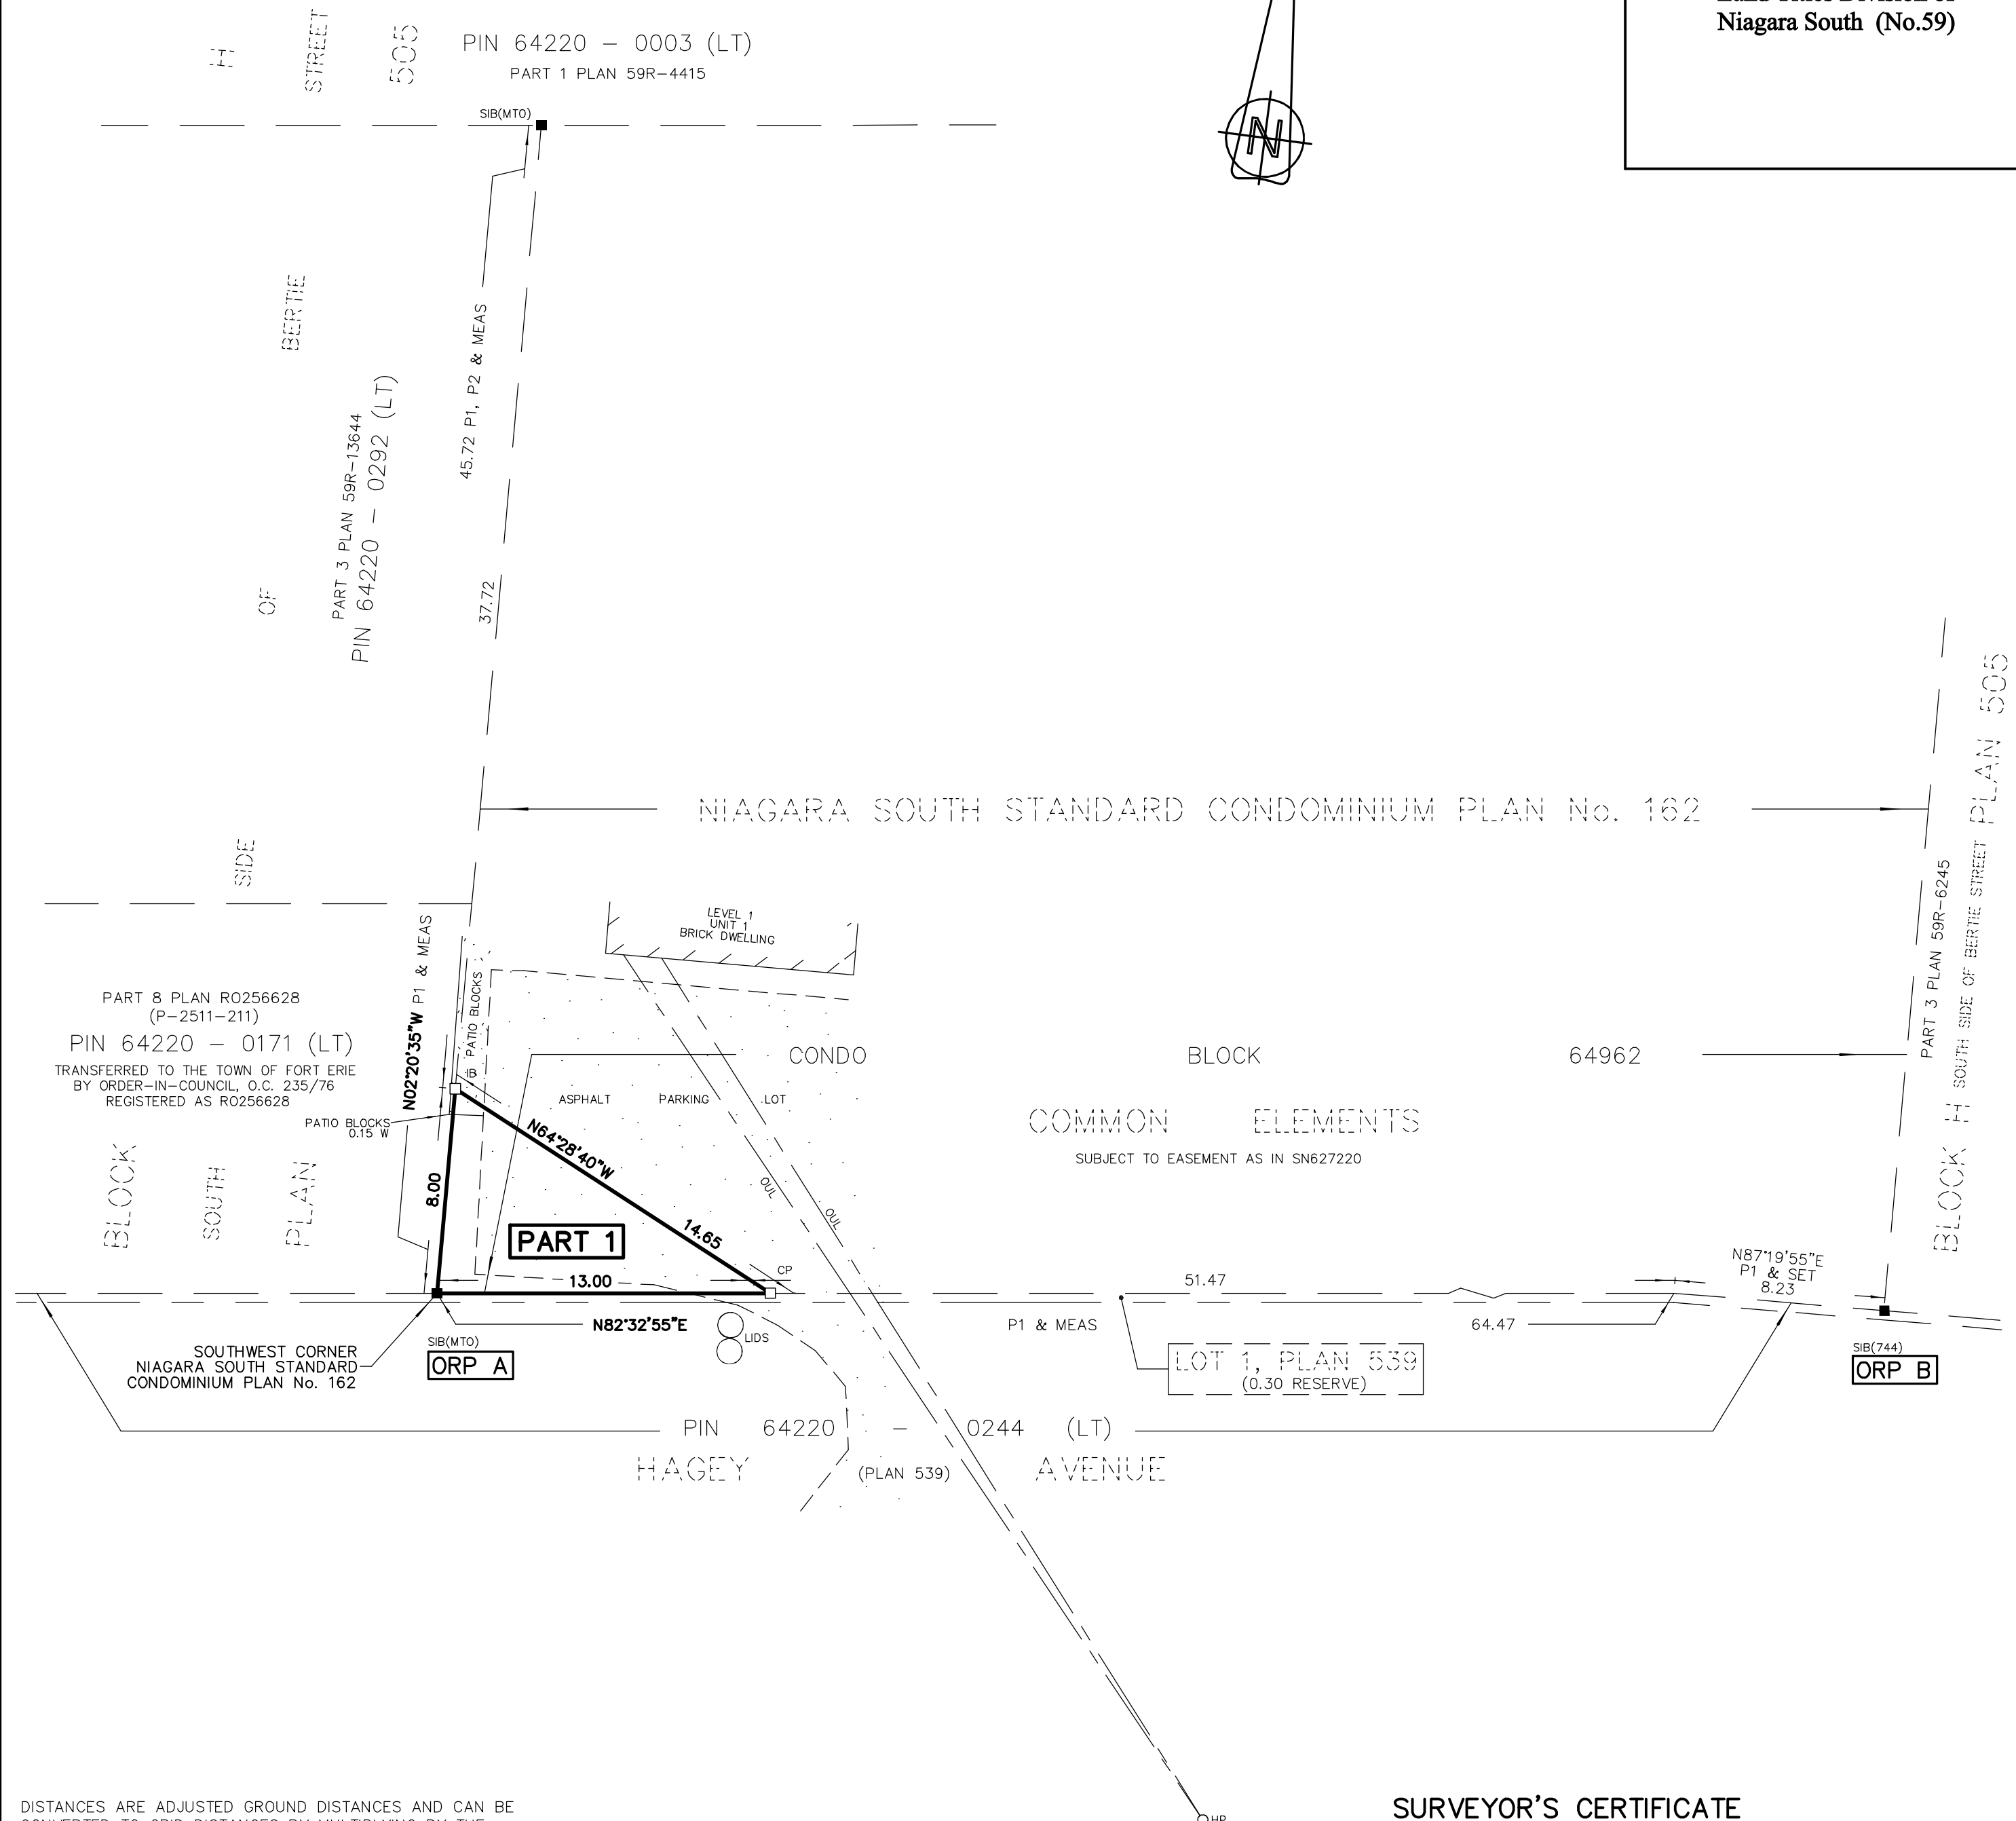 Niagara South (No.59)
H
STREET
505
PIN 64220 - 0003 (LT)
PART 1 PLAN 59R-4415
SIB(MTO)
N
BERTIE
45.72 P1, P2 & MEAS
PART 3 PLAN 59R-13644
PIN 64220 - 0292 (LT)
OF
37.72
NIAGARA SOUTH STANDARD CONDOMINIUM PLAN No. 162
SIDE
PLAN 505
BLOCK H SOUTH SIDE OF BERTIE STREET
PART 3 PLAN 59R-6245
LEVEL 1
UNIT 1
BRICK DWELLING
N02°20'35"W P1 & MEAS
PATIO BLOCKS
IB
PART 8 PLAN RO256628
(P-2511-211)
PIN 64220 - 0171 (LT)
TRANSFERRED TO THE TOWN OF FORT ERIE
BY ORDER-IN-COUNCIL, O.C. 235/76
REGISTERED AS RO256628
CONDO BLOCK 64962
ASPHALT PARKING LOT
PATIO BLOCKS
0.15 W
N64°28'40"W
COMMON ELEMENTS
SUBJECT TO EASEMENT AS IN SN627220
BLOCK
SOUTH
PLAN
8.00
OUL
OUL
14.65
PART 1
CP
13.00
51.47
N87°19'55"E
P1 & SET
8.23
N82°32'55"E
LIDS
P1 & MEAS
64.47
SIB(MTO)
ORP A
SOUTHWEST CORNER
NIAGARA SOUTH STANDARD
CONDOMINIUM PLAN No. 162
LOT 1, PLAN 539
(0.30 RESERVE)
SIB(744)
ORP B
PIN 64220 - 0244 (LT)
HAGEY (PLAN 539) AVENUE
DISTANCES ARE ADJUSTED GROUND DISTANCES AND CAN BE
SURVEYOR'S CERTIFICATE
HP